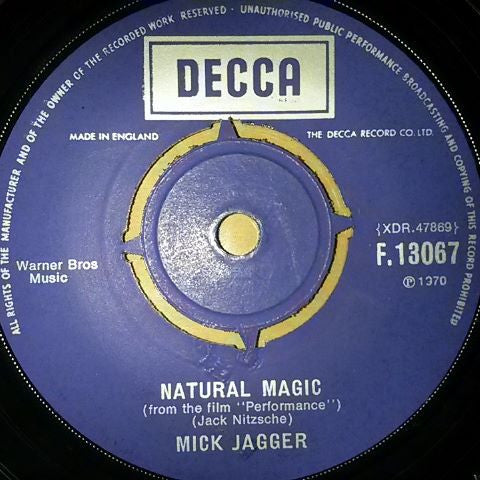 ALL RIGHTS OF THE MANUFACTURER AND OF THE OWNER OF THE RECORDED WORK RESERVED · UNAUTHORISED PUBLIC PERFORMANCE BROADCASTING AND COPYING OF THIS RECORD PROHIBITED
DECCA
MADE IN ENGLAND
THE DECCA RECORD CO. LTD.
{XDR.47869}
F.13067
Warner Bros
Music
℗ 1970
NATURAL MAGIC
(from the film "Performance")
(Jack Nitzsche)
MICK JAGGER